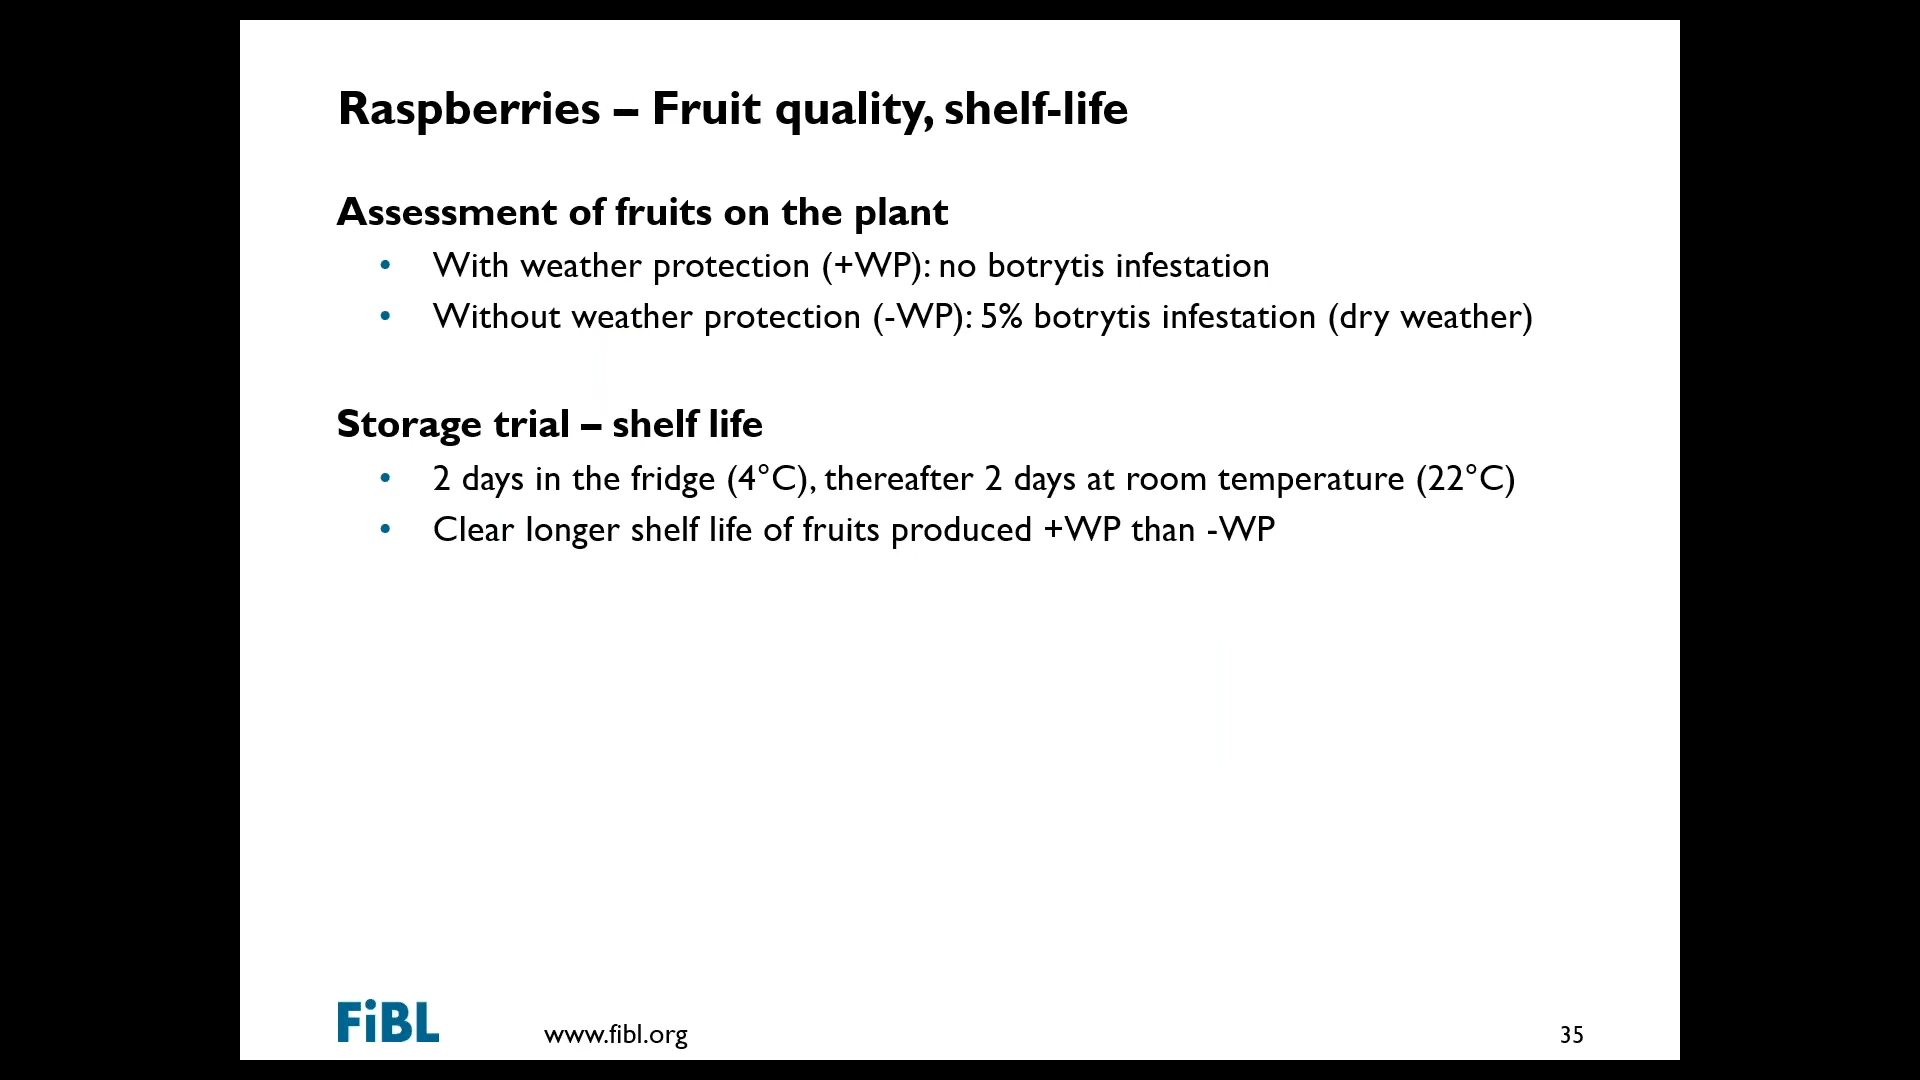 Raspberries – Fruit quality, shelf-life
Assessment of fruits on the plant
• With weather protection (+WP): no botrytis infestation
• Without weather protection (-WP): 5% botrytis infestation (dry weather)
Storage trial – shelf life
• 2 days in the fridge (4°C), thereafter 2 days at room temperature (22°C)
• Clear longer shelf life of fruits produced +WP than -WP
FiBL www.fibl.org 35